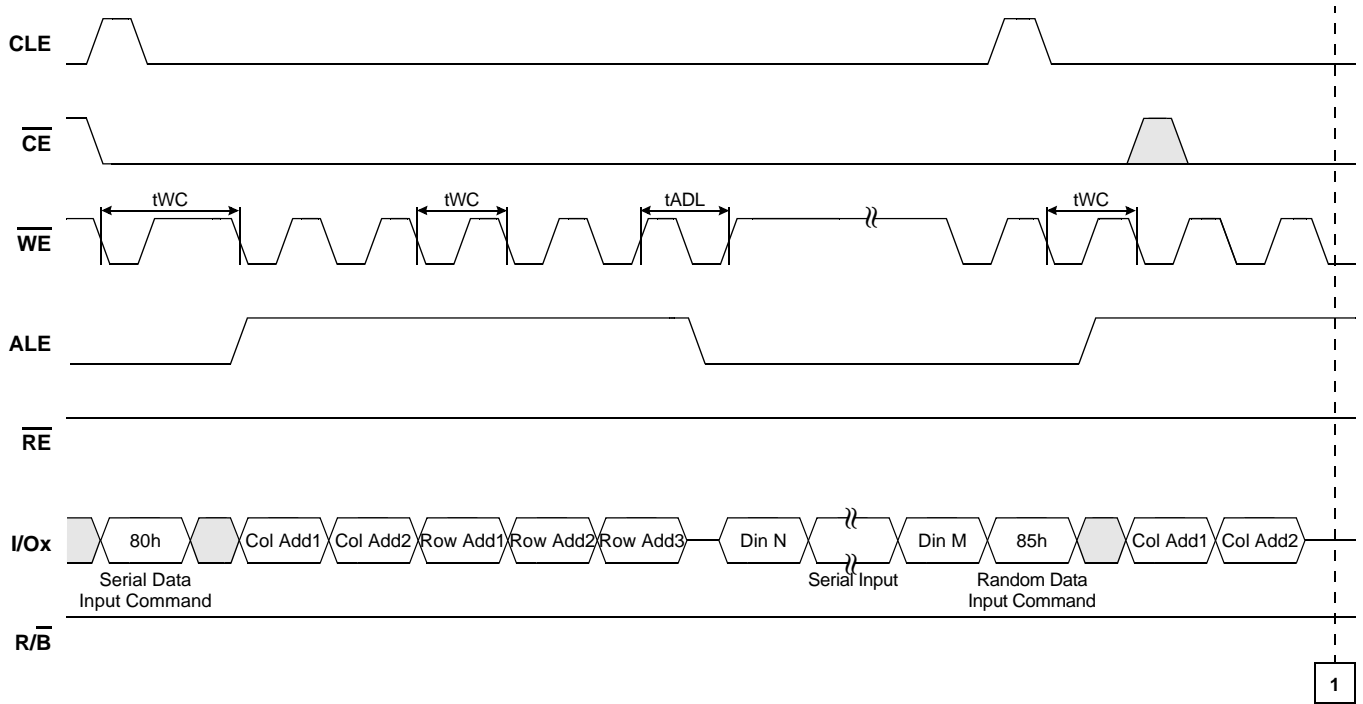 CLE
CE
tWC
tWC
tADL
tWC
WE
ALE
RE
I/Ox
80h
Col Add1
Col Add2
Row Add1
Row Add2
Row Add3
Din N
Din M
85h
Col Add1
Col Add2
Serial Data
Input Command
Serial Input
Random Data
Input Command
R/B
1